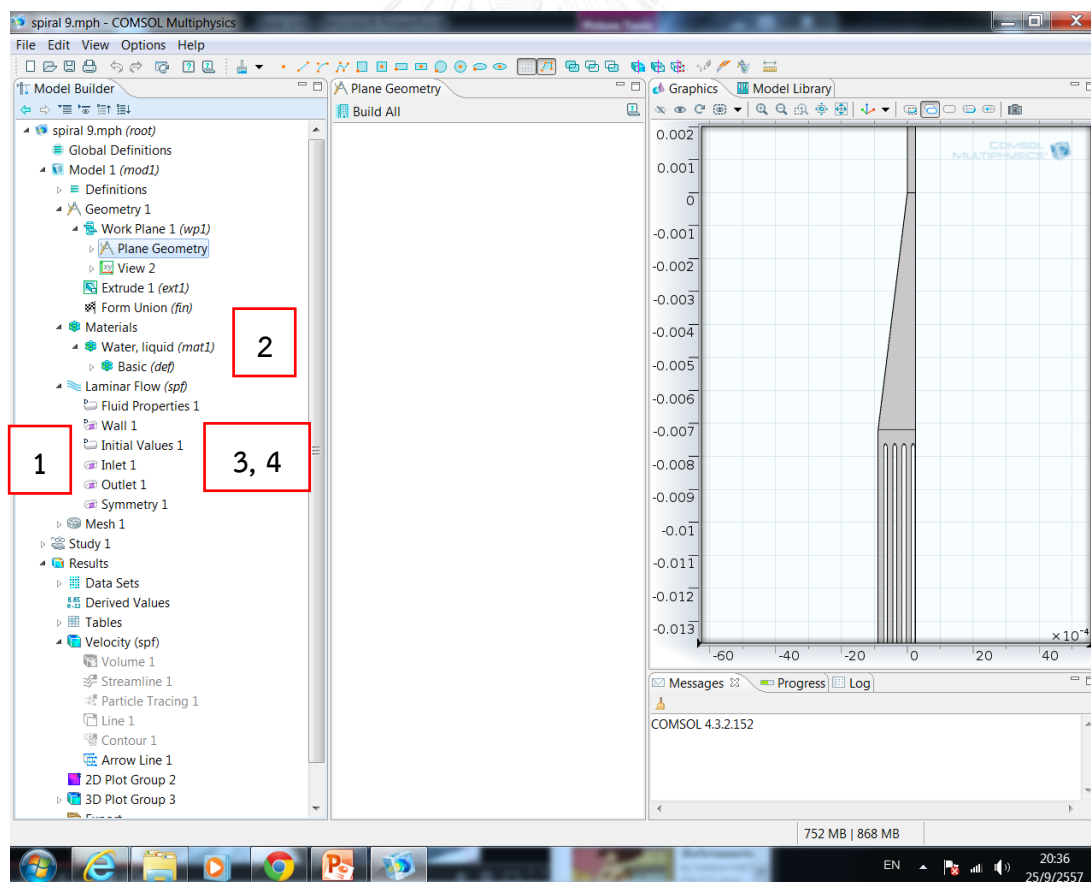 spiral 9.mph - COMSOL Multiphysics
File Edit View Options Help
Model Builder
spiral 9.mph (root)
Global Definitions
Model 1 (mod1)
Definitions
Geometry 1
Work Plane 1 (wp1)
Plane Geometry
View 2
Extrude 1 (ext1)
Form Union (fin)
Materials
Water, liquid (mat1)
Basic (def)
2
Laminar Flow (spf)
Fluid Properties 1
Wall 1
Initial Values 1
Inlet 1
Outlet 1
Symmetry 1
1
3, 4
Mesh 1
Study 1
Results
Data Sets
Derived Values
Tables
Velocity (spf)
Volume 1
Streamline 1
Particle Tracing 1
Line 1
Contour 1
Arrow Line 1
2D Plot Group 2
3D Plot Group 3
Plane Geometry
Build All
Graphics Model Library
COMSOL
MULTIPHYSICS
0.002
0.001
0
-0.001
-0.002
-0.003
-0.004
-0.005
-0.006
-0.007
-0.008
-0.009
-0.01
-0.011
-0.012
-0.013
×10⁻⁴
-60 -40 -20 0 20 40
Messages Progress Log
COMSOL 4.3.2.152
752 MB | 868 MB
EN 20:36
25/9/2557